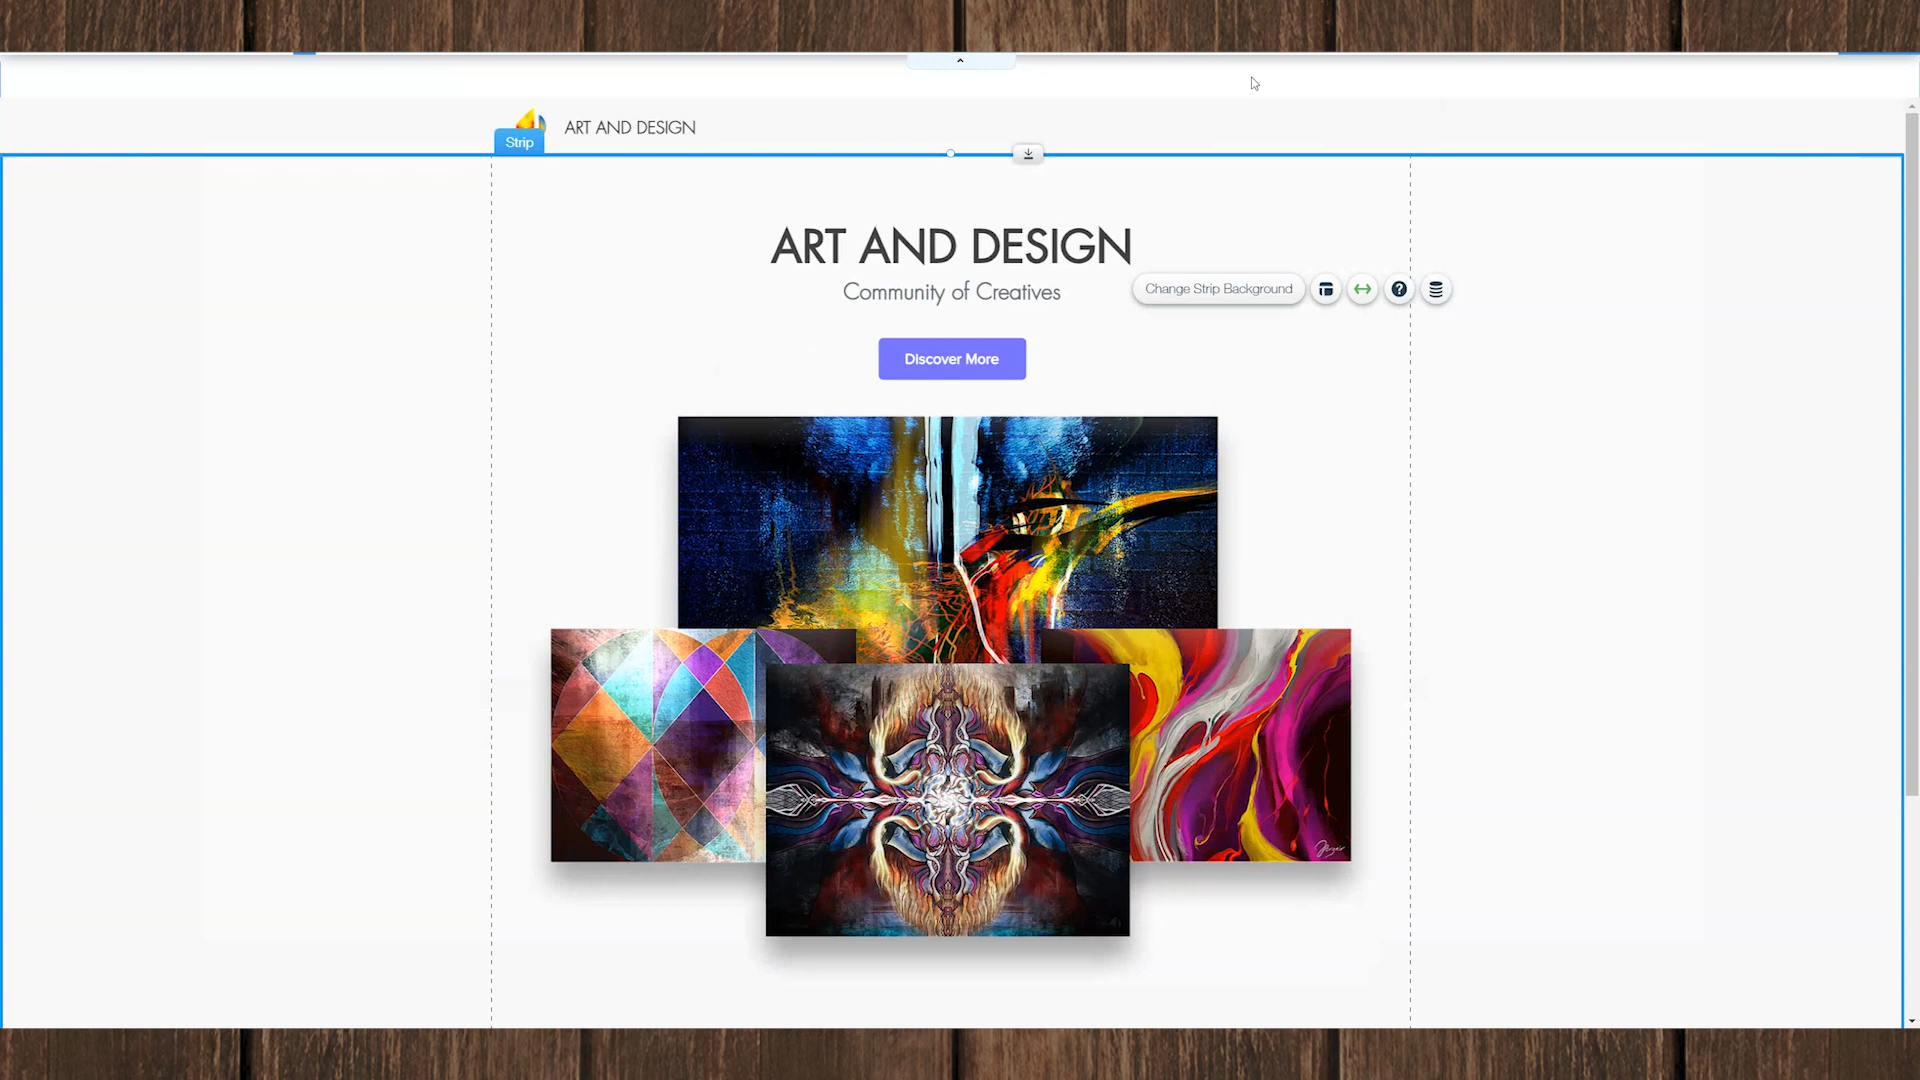 ART AND DESIGN
Strip
ART AND DESIGN
Community of Creatives
Change Strip Background
Discover More